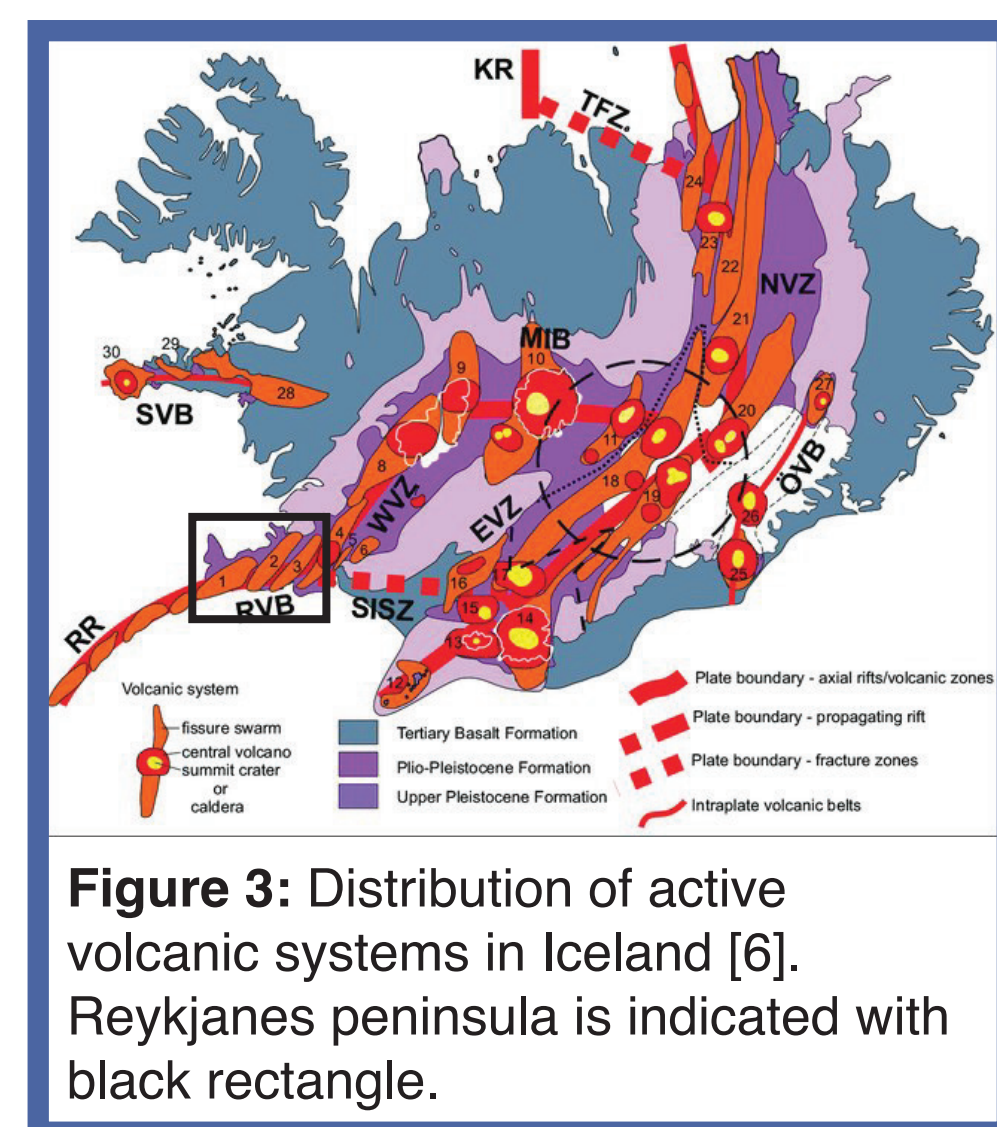 KR
TFZ.
24
23
22
NVZ
21
MIB
10
9
30
29
28
SVB
27
20
ÖVB
11
8
WVZ
18
19
EVZ
26
4
5
6
25
1
2
3
RVB
SISZ
16
17
15
14
13
12
RR
Volcanic system
fissure swarm
central volcano
summit crater
or
caldera
Tertiary Basalt Formation
Plio-Pleistocene Formation
Upper Pleistocene Formation
Plate boundary - axial rifts/volcanic zones
Plate boundary - propagating rift
Plate boundary - fracture zones
Intraplate volcanic belts
Figure 3: Distribution of active
volcanic systems in Iceland [6].
Reykjanes peninsula is indicated with
black rectangle.